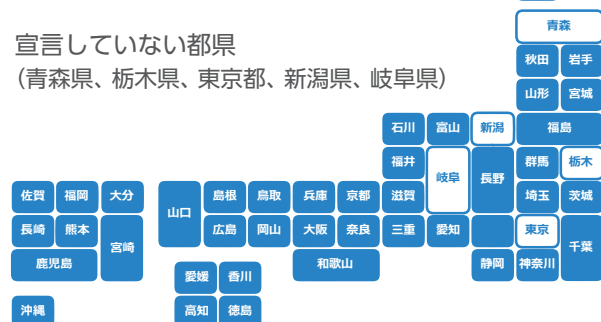 宣言していない都県
（青森県、栃木県、東京都、新潟県、岐阜県）
青森
秋田 岩手
山形 宮城
石川 富山 新潟 福島
福井 岐阜 長野 群馬 栃木
佐賀 福岡 大分 山口 島根 鳥取 兵庫 京都 滋賀 埼玉 茨城
長崎 熊本 宮崎 広島 岡山 大阪 奈良 三重 愛知 東京 千葉
鹿児島 和歌山 静岡 神奈川
愛媛 香川
沖縄 高知 徳島